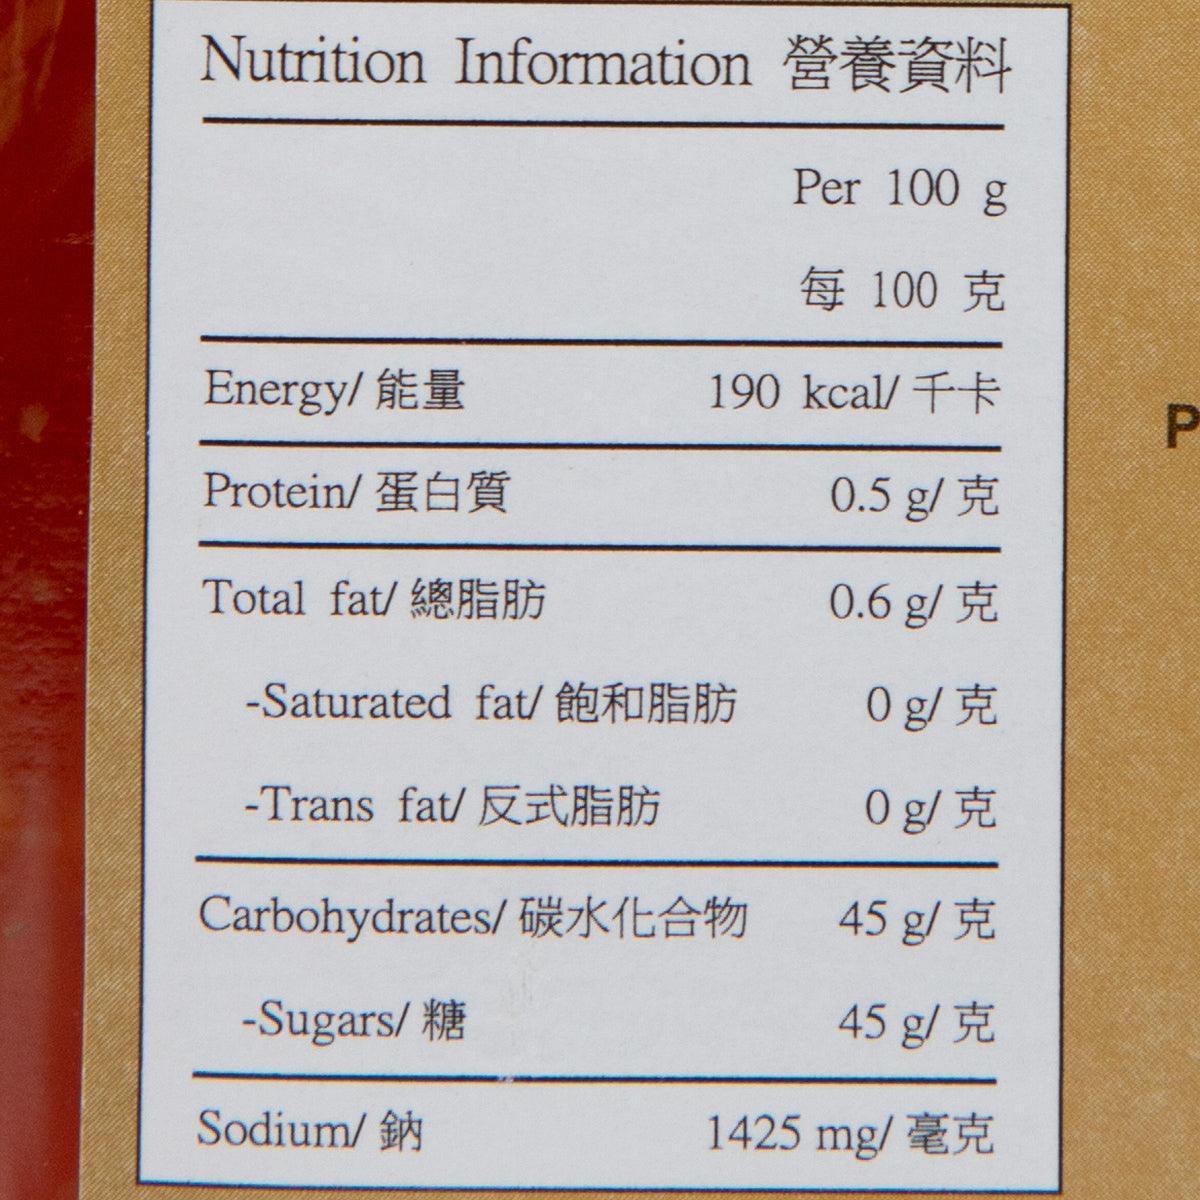 Nutrition Information 營養資料
Per 100 g
每 100 克
Energy/ 能量 190 kcal/ 千卡
Protein/ 蛋白質 0.5 g/ 克
Total fat/ 總脂肪 0.6 g/ 克
-Saturated fat/ 飽和脂肪 0 g/ 克
-Trans fat/ 反式脂肪 0 g/ 克
Carbohydrates/ 碳水化合物 45 g/ 克
-Sugars/ 糖 45 g/ 克
Sodium/ 鈉 1425 mg/ 毫克
P